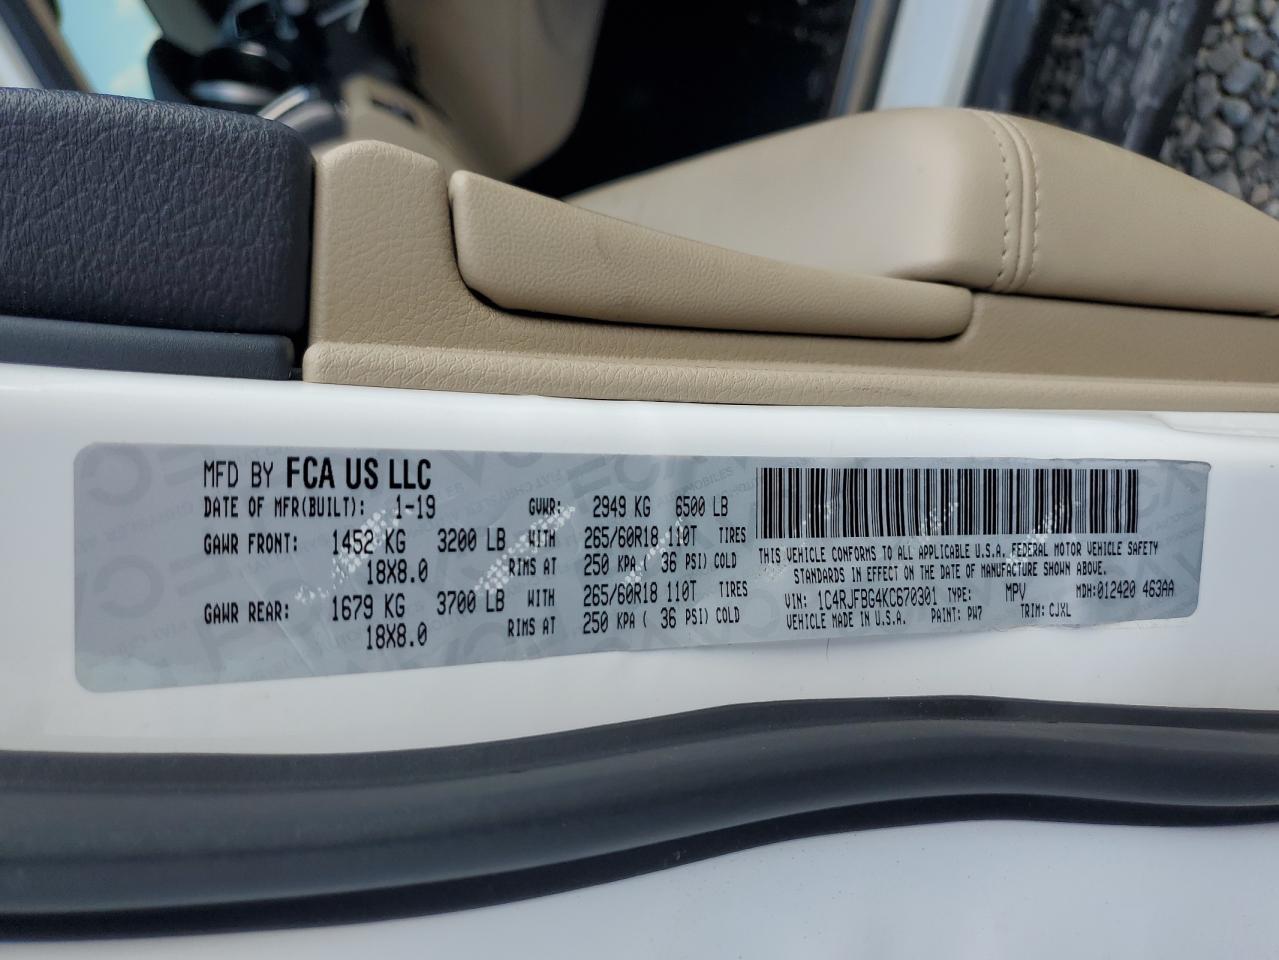 MFD BY FCA US LLC
DATE OF MFR(BUILT): 1-19 GVWR: 2949 KG 6500 LB
GAWR FRONT: 1452 KG 3200 LB WITH 265/60R18 110T TIRES
18X8.0 RIMS AT 250 KPA ( 36 PSI) COLD
GAWR REAR: 1679 KG 3700 LB WITH 265/60R18 110T TIRES
18X8.0 RIMS AT 250 KPA ( 36 PSI) COLD
THIS VEHICLE CONFORMS TO ALL APPLICABLE U.S.A. FEDERAL MOTOR VEHICLE SAFETY
STANDARDS IN EFFECT ON THE DATE OF MANUFACTURE SHOWN ABOVE.
VIN: 1C4RJFBG4KC670301 TYPE: MPV MDH:012420 463AA
VEHICLE MADE IN U.S.A. PAINT: PW7 TRIM: CJXL